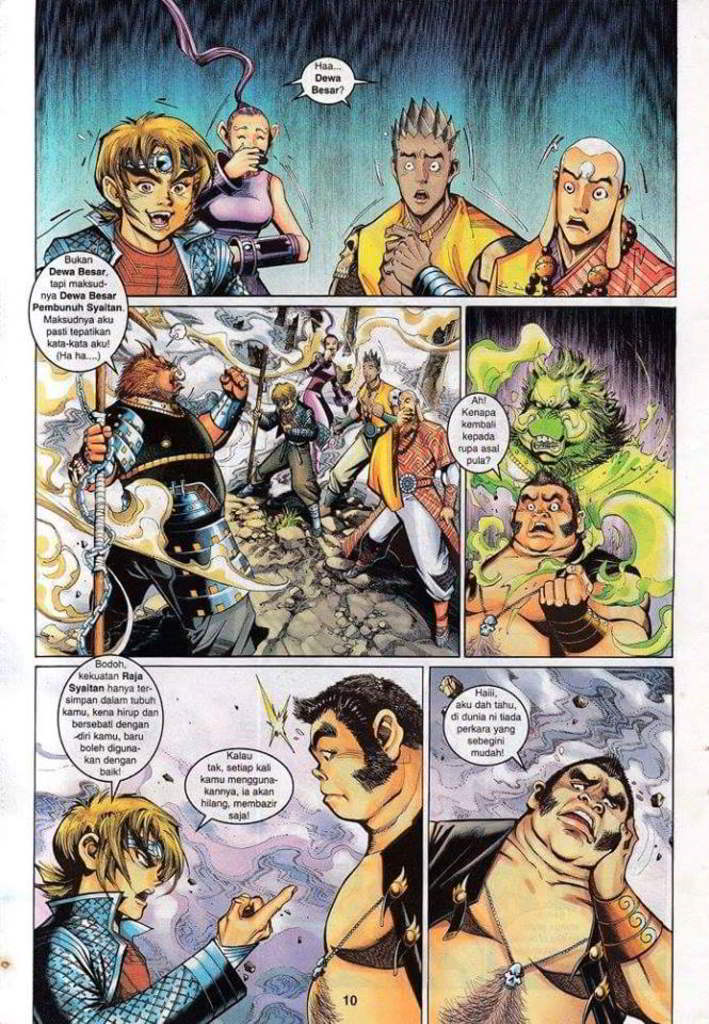 Haa...
Dewa
Besar?
Bukan
Dewa Besar,
tapi maksud-
nya Dewa Besar
Pembunuh Syaitan.
Maksudnya aku
pasti tepatikan
kata-kata aku!
(Ha ha....)
Ah!
Kenapa
kembali
kepada
rupa asal
pula?
Bodoh,
kekuatan Raja
Syaitan hanya ter-
simpan dalam tubuh
kamu, kena hirup dan
bersebati dengan
diri kamu, baru
boleh diguna-
kan dengan
baik!
Kalau
tak, setiap kali
kamu mengguna-
kannya, ia akan
hilang, membazir
saja!
Haiii,
aku dah tahu,
di dunia ni tiada
perkara yang
sebegini
mudah!
10